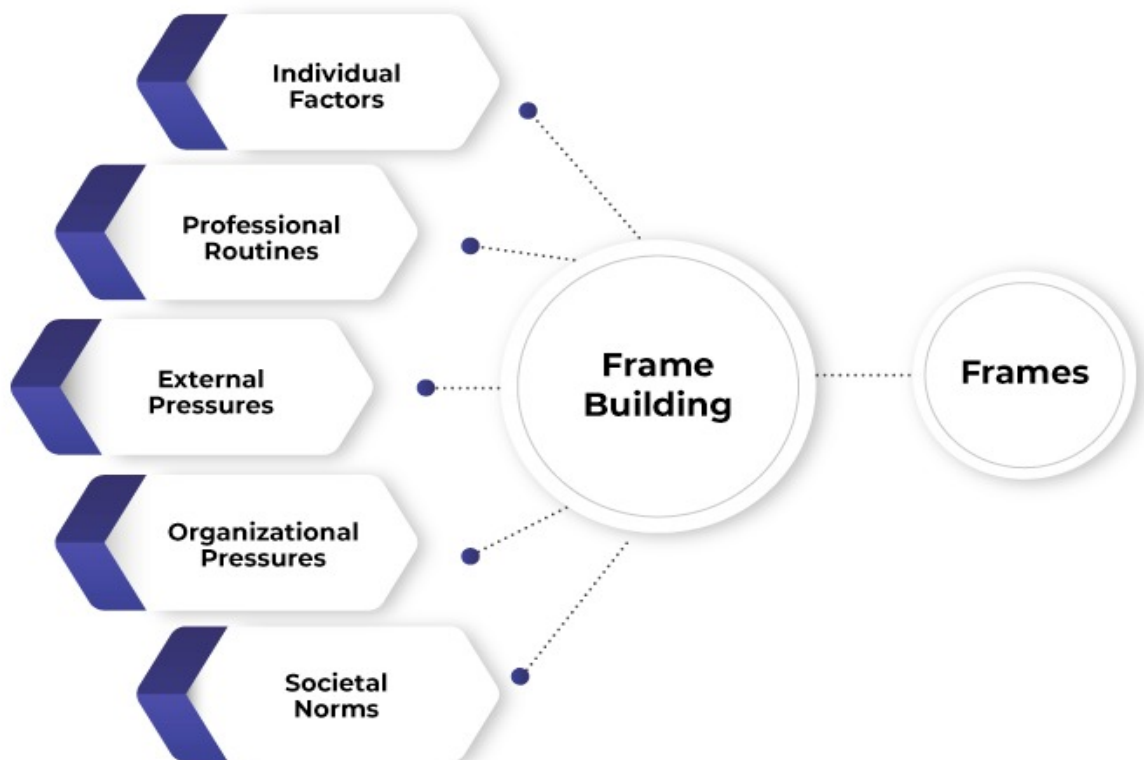 Individual
Factors
Professional
Routines
External
Pressures
Organizational
Pressures
Societal
Norms
Frame
Building
Frames